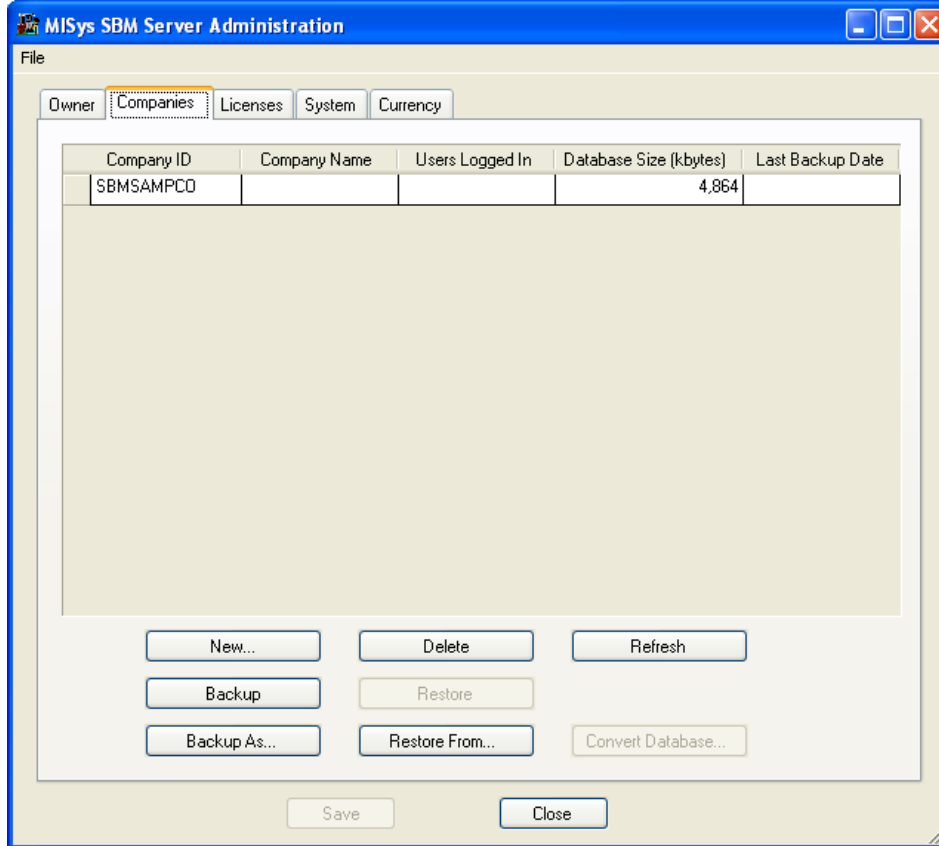 MISys SBM Server Administration
File
Owner Companies Licenses System Currency
Company ID Company Name Users Logged In Database Size (kbytes) Last Backup Date
SBMSAMPCO 4,864
New... Delete Refresh
Backup Restore
Backup As... Restore From... Convert Database...
Save Close